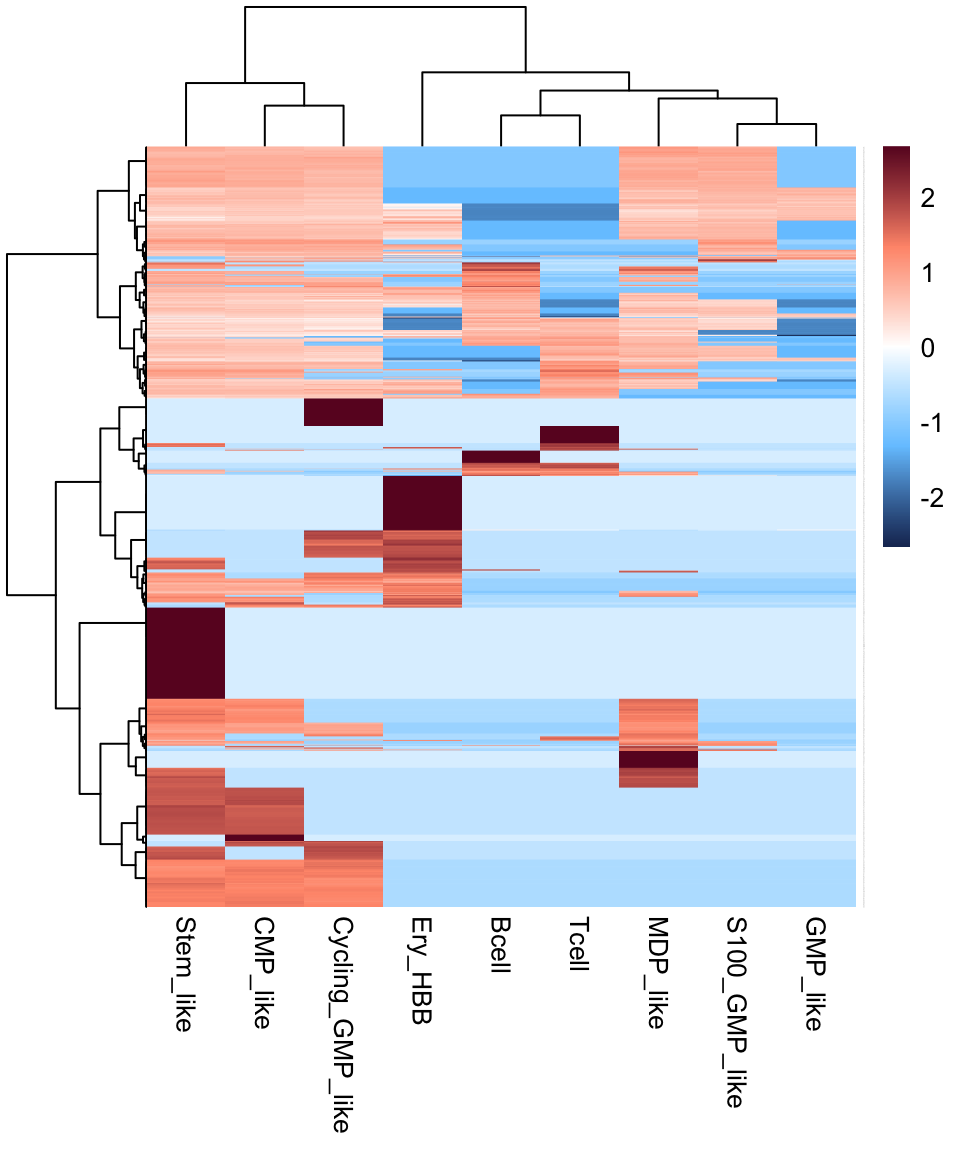 2
1
0
-1
-2
Stem_like
CMP_like
Cycling_GMP_like
Ery_HBB
Bcell
Tcell
MDP_like
S100_GMP_like
GMP_like